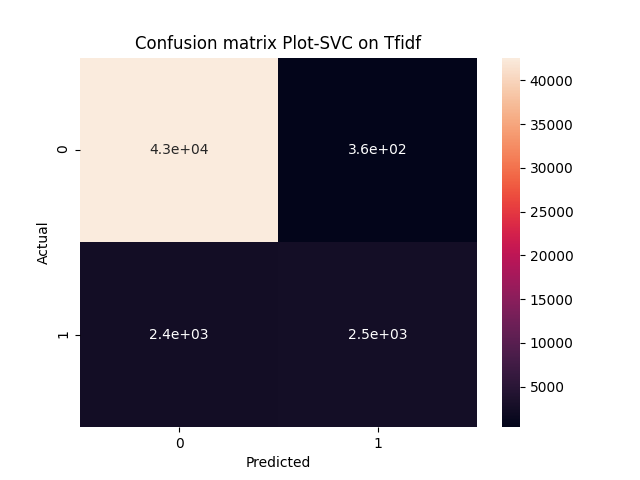 Confusion matrix Plot-SVC on Tfidf
0
4.3e+04
3.6e+02
Actual
1
2.4e+03
2.5e+03
0
1
Predicted
40000
35000
30000
25000
20000
15000
10000
5000